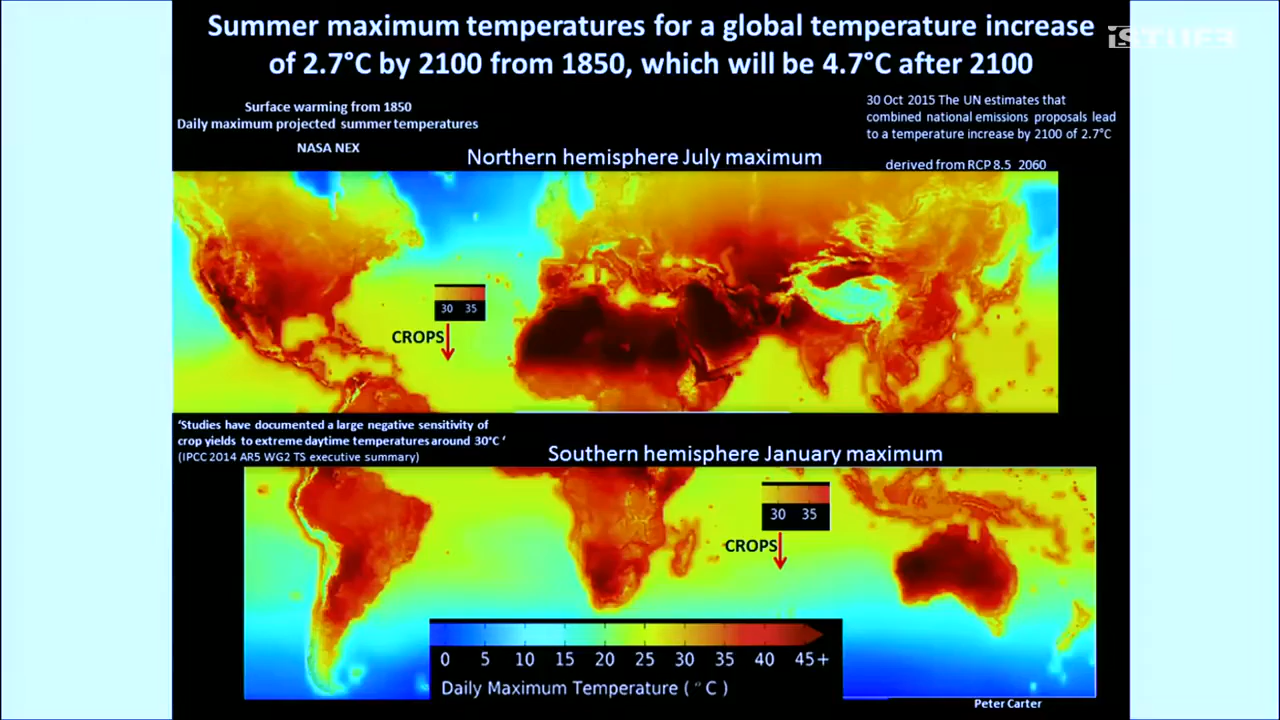 Summer maximum temperatures for a global temperature increase
of 2.7°C by 2100 from 1850, which will be 4.7°C after 2100
iSTUFF
Surface warming from 1850
Daily maximum projected summer temperatures
NASA NEX
30 Oct 2015 The UN estimates that
combined national emissions proposals lead
to a temperature increase by 2100 of 2.7°C
derived from RCP 8.5 2060
Northern hemisphere July maximum
30 35
CROPS
‘Studies have documented a large negative sensitivity of
crop yields to extreme daytime temperatures around 30°C ‘
(IPCC 2014 AR5 WG2 TS executive summary)
Southern hemisphere January maximum
30 35
CROPS
0 5 10 15 20 25 30 35 40 45+
Daily Maximum Temperature ( °C )
Peter Carter